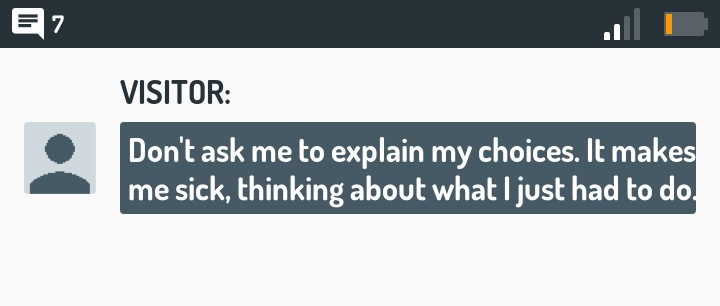 7
VISITOR:
Don't ask me to explain my choices. It makes
me sick, thinking about what I just had to do.